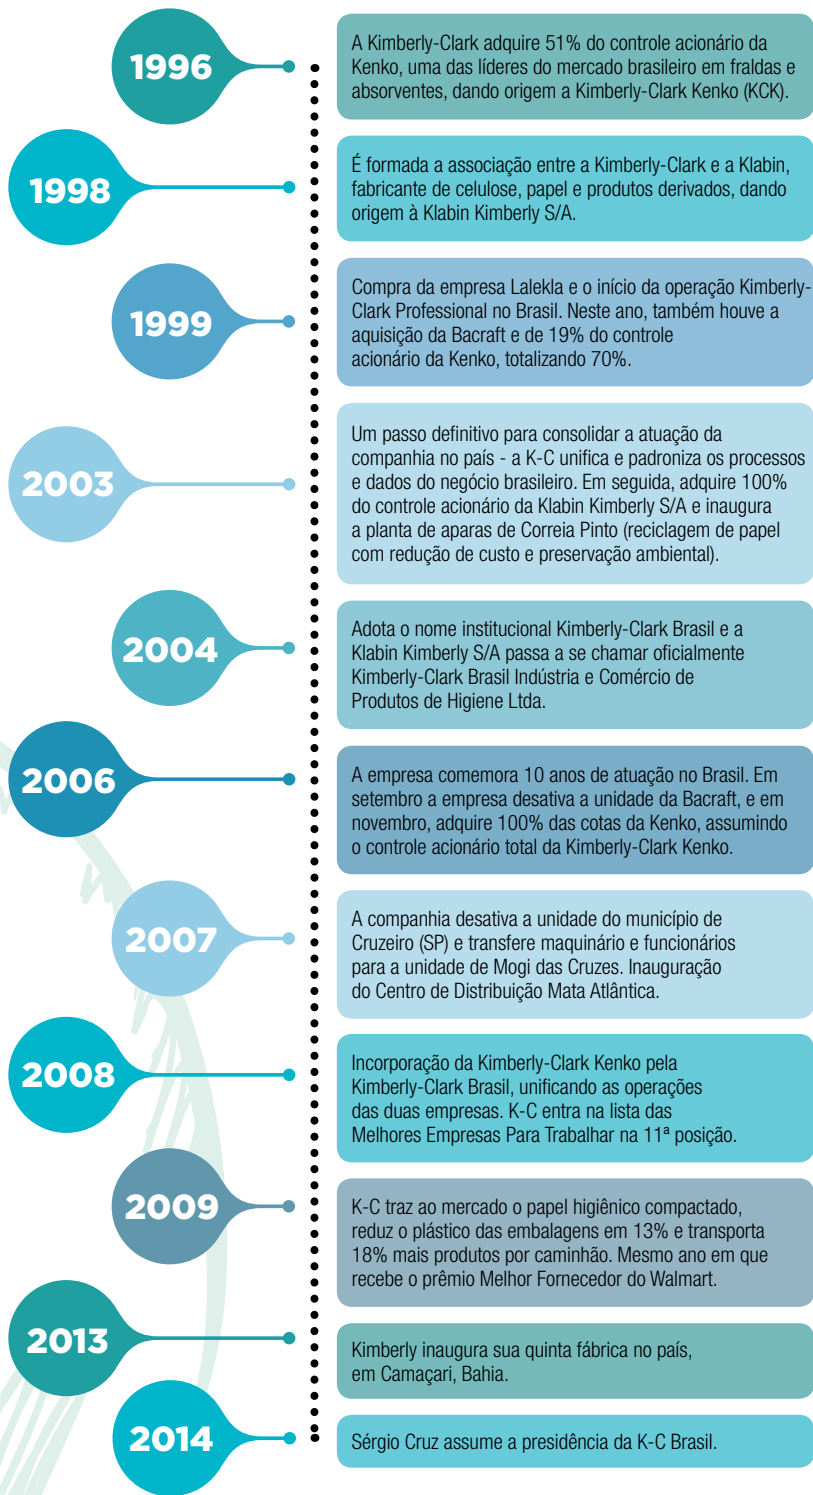 1996
A Kimberly-Clark adquire 51% do controle acionário da
Kenko, uma das líderes do mercado brasileiro em fraldas e
absorventes, dando origem a Kimberly-Clark Kenko (KCK).
1998
É formada a associação entre a Kimberly-Clark e a Klabin,
fabricante de celulose, papel e produtos derivados, dando
origem à Klabin Kimberly S/A.
1999
Compra da empresa Lalekla e o início da operação Kimberly-
Clark Professional no Brasil. Neste ano, também houve a
aquisição da Bacraft e de 19% do controle
acionário da Kenko, totalizando 70%.
2003
Um passo definitivo para consolidar a atuação da
companhia no país - a K-C unifica e padroniza os processos
e dados do negócio brasileiro. Em seguida, adquire 100%
do controle acionário da Klabin Kimberly S/A e inaugura
a planta de aparas de Correia Pinto (reciclagem de papel
com redução de custo e preservação ambiental).
2004
Adota o nome institucional Kimberly-Clark Brasil e a
Klabin Kimberly S/A passa a se chamar oficialmente
Kimberly-Clark Brasil Indústria e Comércio de
Produtos de Higiene Ltda.
2006
A empresa comemora 10 anos de atuação no Brasil. Em
setembro a empresa desativa a unidade da Bacraft, e em
novembro, adquire 100% das cotas da Kenko, assumindo
o controle acionário total da Kimberly-Clark Kenko.
2007
A companhia desativa a unidade do município de
Cruzeiro (SP) e transfere maquinário e funcionários
para a unidade de Mogi das Cruzes. Inauguração
do Centro de Distribuição Mata Atlântica.
2008
Incorporação da Kimberly-Clark Kenko pela
Kimberly-Clark Brasil, unificando as operações
das duas empresas. K-C entra na lista das
Melhores Empresas Para Trabalhar na 11ª posição.
2009
K-C traz ao mercado o papel higiênico compactado,
reduz o plástico das embalagens em 13% e transporta
18% mais produtos por caminhão. Mesmo ano em que
recebe o prêmio Melhor Fornecedor do Walmart.
2013
Kimberly inaugura sua quinta fábrica no país,
em Camaçari, Bahia.
2014
Sérgio Cruz assume a presidência da K-C Brasil.